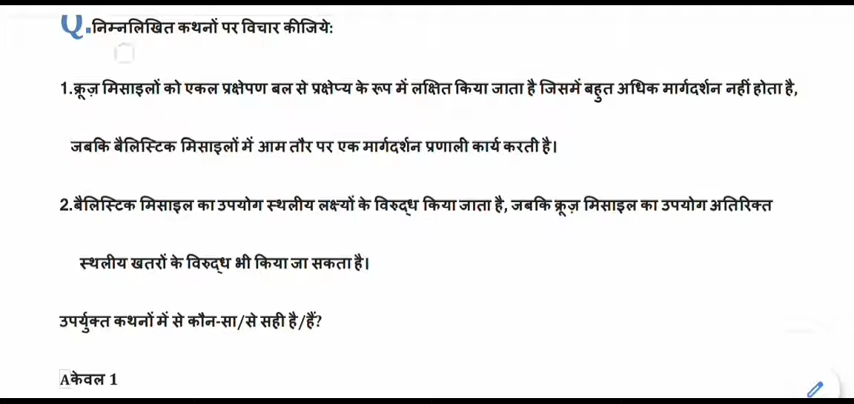 Q.निम्नलिखित कथनों पर विचार कीजिये:
1.क्रूज़ मिसाइलों को एकल प्रक्षेपण बल से प्रक्षेप्य के रूप में लक्षित किया जाता है जिसमें बहुत अधिक मार्गदर्शन नहीं होता है,
जबकि बैलिस्टिक मिसाइलों में आम तौर पर एक मार्गदर्शन प्रणाली कार्य करती है।
2.बैलिस्टिक मिसाइल का उपयोग स्थलीय लक्ष्यों के विरुद्ध किया जाता है, जबकि क्रूज़ मिसाइल का उपयोग अतिरिक्त
स्थलीय खतरों के विरुद्ध भी किया जा सकता है।
उपर्युक्त कथनों में से कौन-सा/से सही है/हैं?
Aकेवल 1